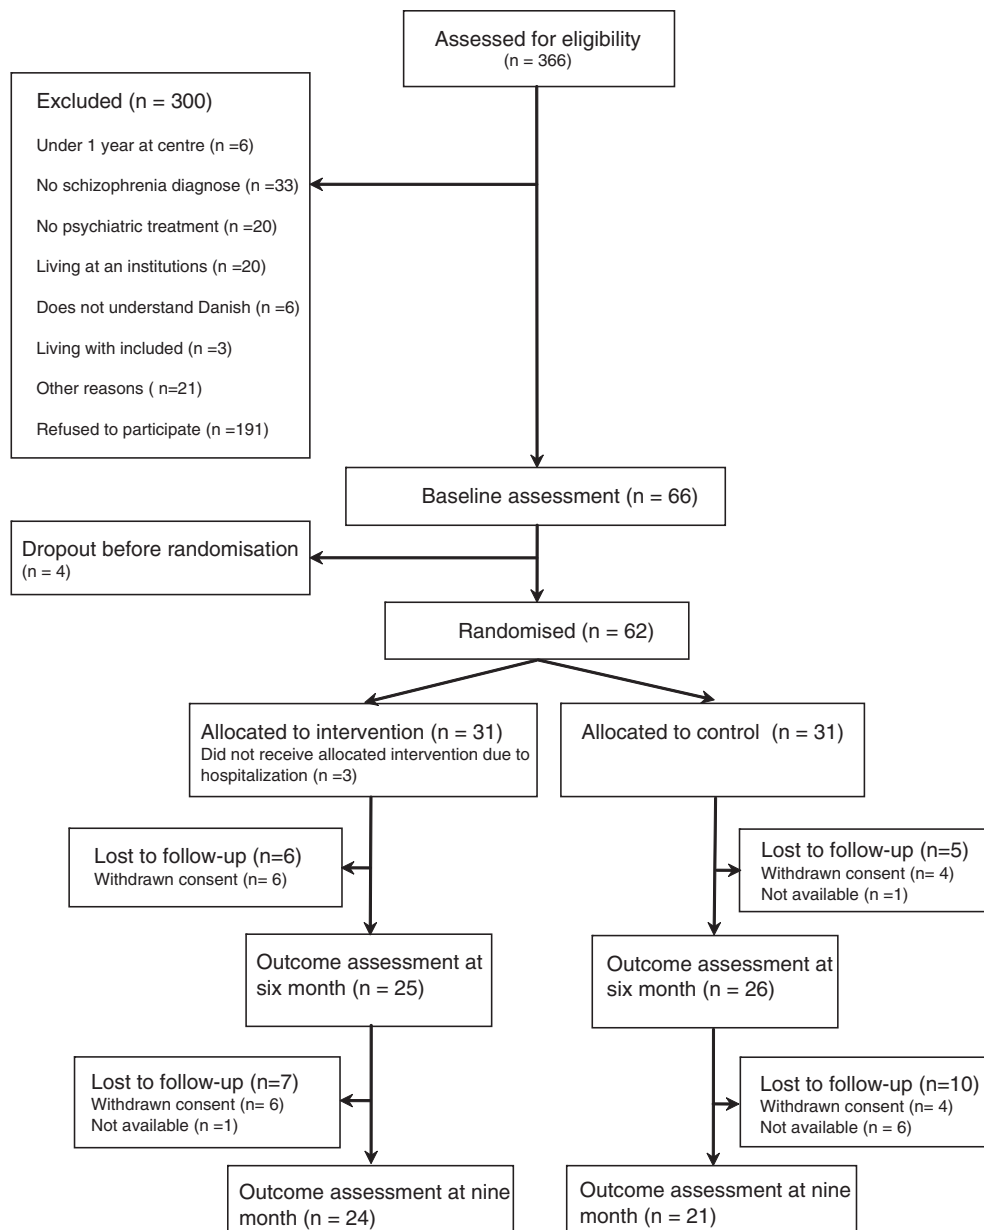 Assessed for eligibility
(n = 366)
Excluded (n = 300)
Under 1 year at centre (n =6)
No schizophrenia diagnose (n =33)
No psychiatric treatment (n =20)
Living at an institutions (n =20)
Does not understand Danish (n =6)
Living with included (n =3)
Other reasons ( n=21)
Refused to participate (n =191)
Baseline assessment (n = 66)
Dropout before randomisation
(n = 4)
Randomised (n = 62)
Allocated to intervention (n = 31)
Did not receive allocated intervention due to
hospitalization (n =3)
Allocated to control (n = 31)
Lost to follow-up (n=6)
Withdrawn consent (n= 6)
Lost to follow-up (n=5)
Withdrawn consent (n= 4)
Not available (n =1)
Outcome assessment at
six month (n = 25)
Outcome assessment at
six month (n = 26)
Lost to follow-up (n=7)
Withdrawn consent (n= 6)
Not available (n =1)
Lost to follow-up (n=10)
Withdrawn consent (n= 4)
Not available (n = 6)
Outcome assessment at nine
month (n = 24)
Outcome assessment at nine
month (n = 21)